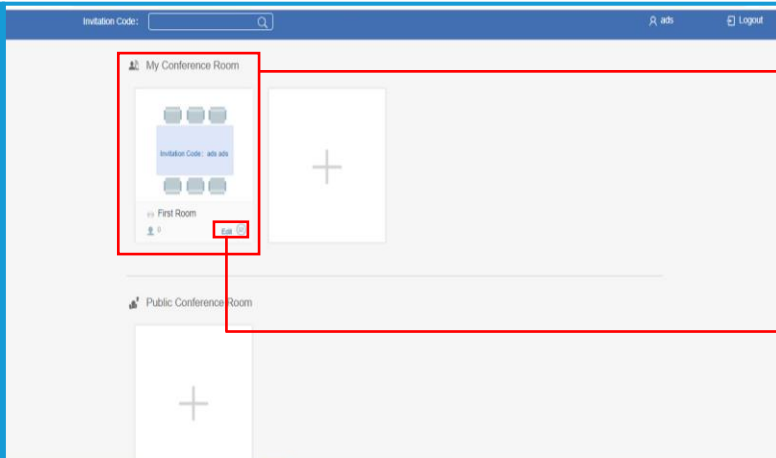 Invitation Code:
ads
Logout
My Conference Room
Invitation Code: ads ads
First Room
0
Edit
Public Conference Room